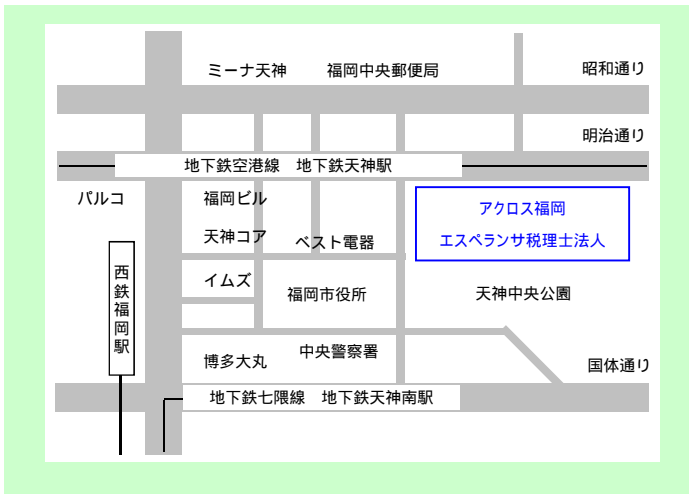 ミーナ天神　福岡中央郵便局　昭和通り
明治通り
地下鉄空港線　地下鉄天神駅
パルコ　福岡ビル　アクロス福岡
天神コア　ベスト電器　エスペランサ税理士法人
西鉄福岡駅
イムズ　福岡市役所　天神中央公園
博多大丸　中央警察署　国体通り
地下鉄七隈線　地下鉄天神南駅